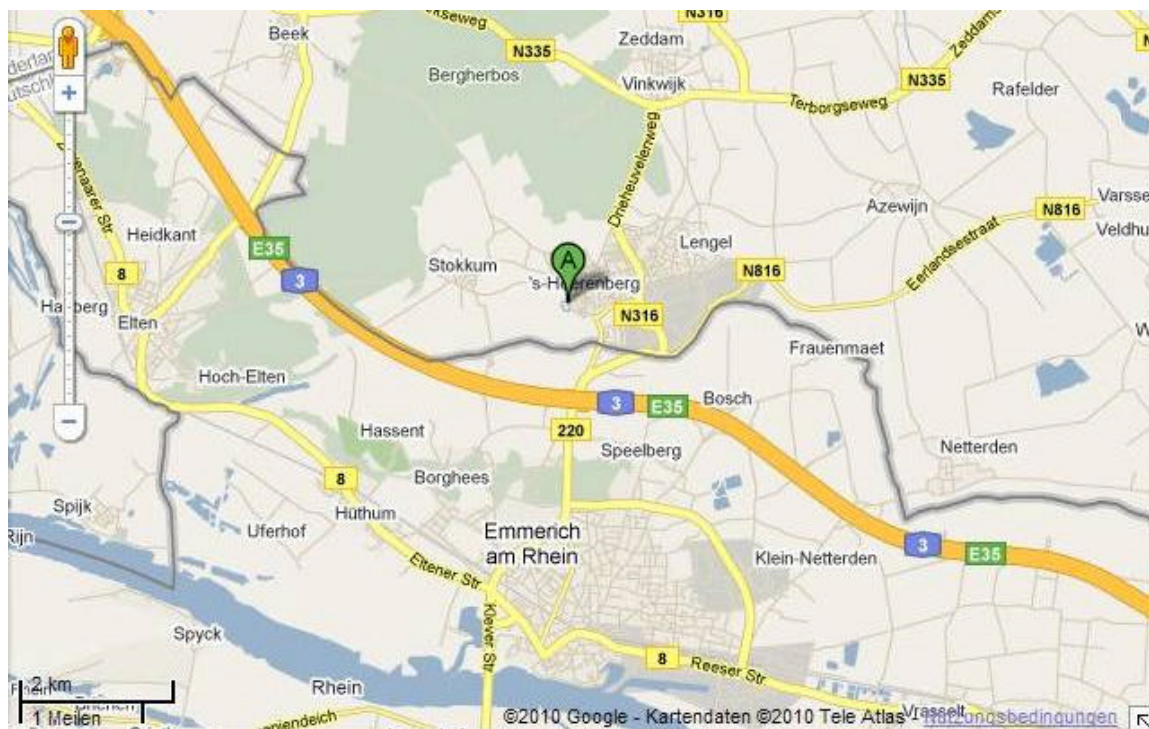 N316
Zeddam
Beek
N335
Bergherbos
Vinkwijk
N335
Rafelder
Terborgseweg
Drieheuvelenweg
Azewijn
N816
Heidkant
Lengel
E35
Stokkum
A
N816
Eerlandsestraat
8
3
's-Heerenberg
Elten
N316
Frauenmaet
Hoch-Elten
3
E35
Bosch
Hassent
220
Speelberg
Netterden
8
Borghees
Spijk
Hüthum
Uferhof
Emmerich
am Rhein
Klein-Netterden
3
E35
Eltener Str
Klever Str
Spyck
8
Reeser Str
2 km
Rhein
Vrasselt
1 Meilen
©2010 Google - Kartendaten ©2010 Tele Atlas - Nutzungsbedingungen